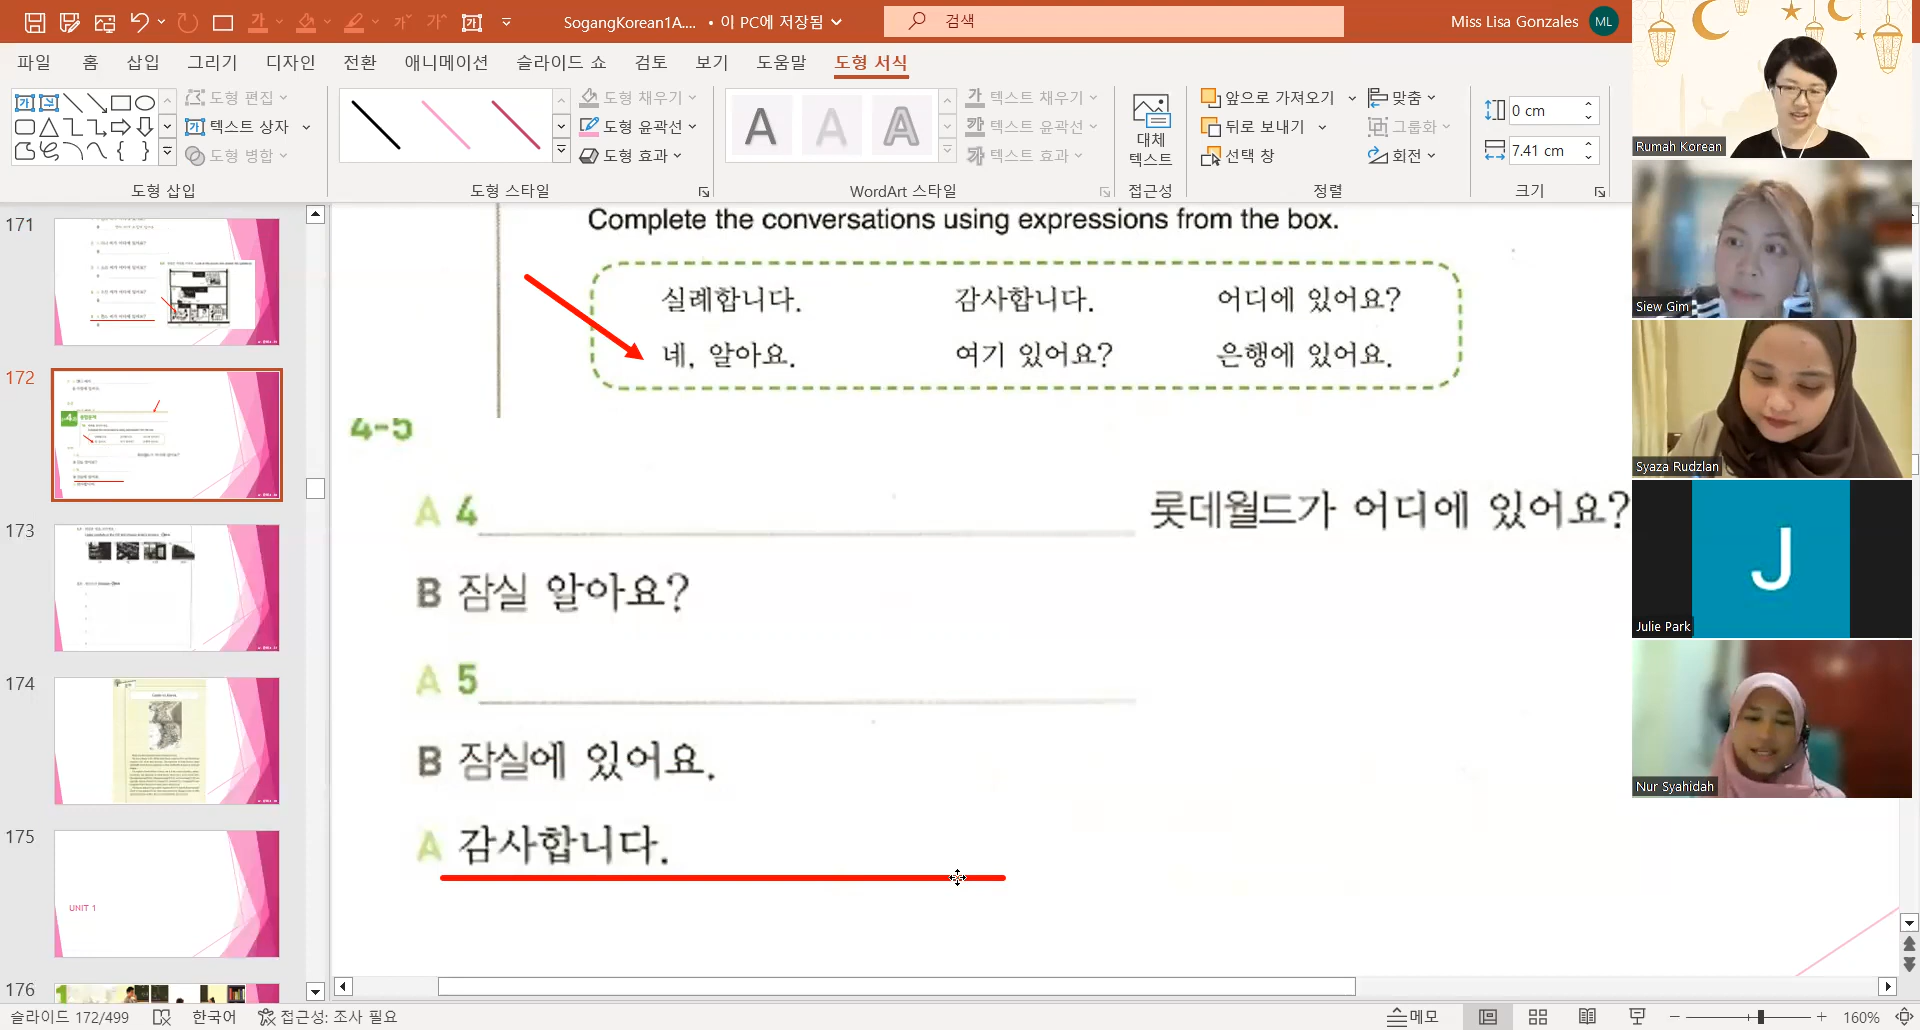 SogangKorean1A.... • 이 PC에 저장됨
검색
Miss Lisa Gonzales ML
파일 홈 삽입 그리기 디자인 전환 애니메이션 슬라이드 쇼 검토 보기 도움말 도형 서식
도형 편집
텍스트 상자
도형 병합
도형 삽입
도형 채우기
도형 윤곽선
도형 효과
도형 스타일
텍스트 채우기
텍스트 윤곽선
텍스트 효과
WordArt 스타일
대체
텍스트
접근성
앞으로 가져오기
뒤로 보내기
선택 창
맞춤
그룹화
회전
정렬
0 cm
7.41 cm
크기
171
172
173
174
175
UNIT 1
176
Complete the conversations using expressions from the box.
실례합니다. 감사합니다. 어디에 있어요?
네, 알아요. 여기 있어요? 은행에 있어요.
4-5
A 4 롯데월드가 어디에 있어요?
B 잠실 알아요?
A 5
B 잠실에 있어요.
A 감사합니다.
Rumah Korean
Siew Gim
Syaza Rudzlan
J
Julie Park
Nur Syahidah
슬라이드 172/499 한국어 접근성: 조사 필요
메모 160%